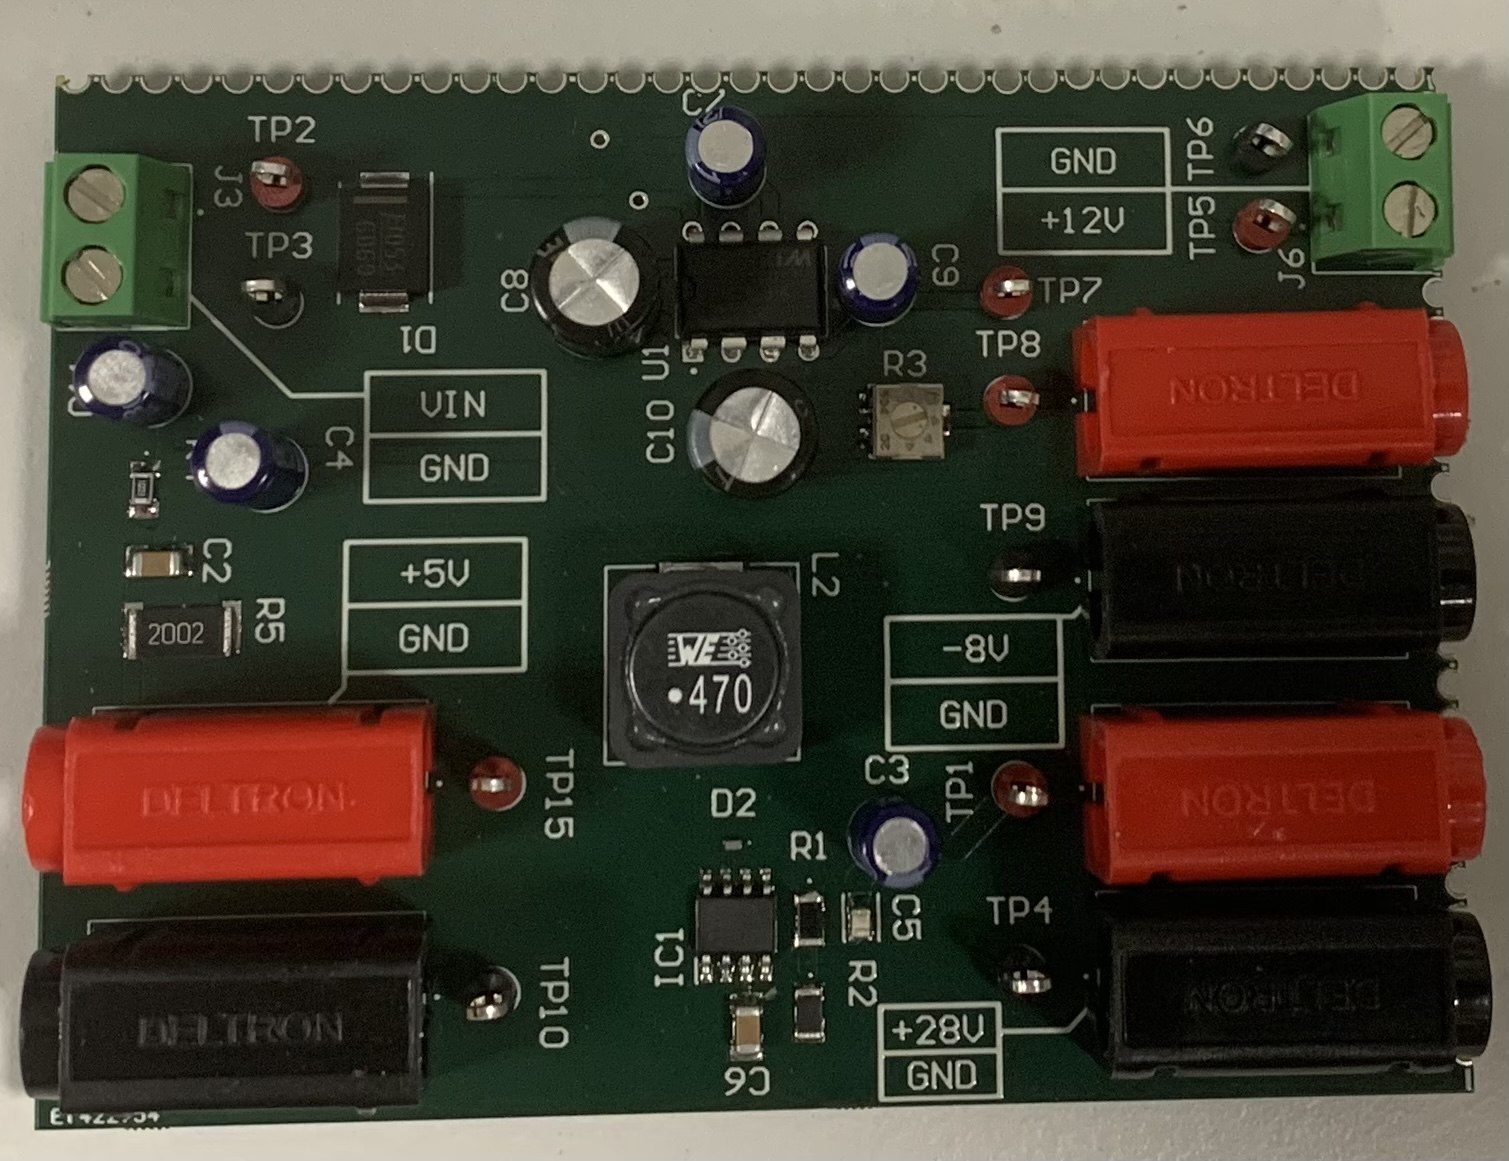 TP2
J3
TP3
D1
VIN
GND
C4
C2
2002
R5
+5V
GND
DELTRON
TP15
DELTRON
TP10
C8
U1
C9
C10
R3
L2
WE
470
D2
R1
IC1
C5
R2
C6
C3
GND
+12V
TP6
TP5
J6
TP7
TP8
DELTRON
TP9
DELTRON
-8V
GND
TP1
DELTRON
TP4
DELTRON
+28V
GND